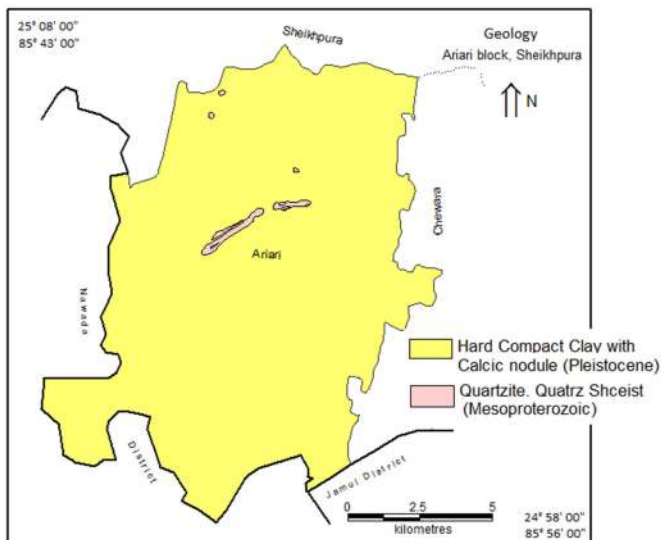 25° 08' 00"
85° 43' 00"
Sheikhpura
Geology
Ariari block, Sheikhpura
N
Chewara
Ariari
Nawada
District
Jamui District
Hard Compact Clay with
Calcic nodule (Pleistocene)
Quartzite. Quatrz Shceist
(Mesoproterozoic)
0 2.5 5
kilometres
24° 58' 00"
85° 56' 00"